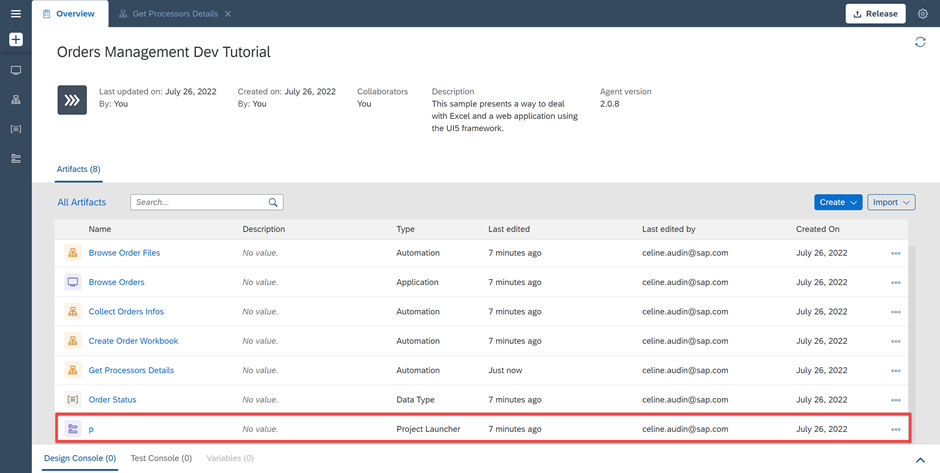 Overview
Get Processors Details
Release
Orders Management Dev Tutorial
Last updated on: July 26, 2022
By: You
Created on: July 26, 2022
By: You
Collaborators
You
Description
This sample presents a way to deal
with Excel and a web application using
the UI5 framework.
Agent version
2.0.8
Artifacts (8)
All Artifacts
Search...
Create
Import
Name Description Type Last edited Last edited by Created On
Browse Order Files No value. Automation 7 minutes ago celine.audin@sap.com July 26, 2022
Browse Orders No value. Application 7 minutes ago celine.audin@sap.com July 26, 2022
Collect Orders Infos No value. Automation 7 minutes ago celine.audin@sap.com July 26, 2022
Create Order Workbook No value. Automation 7 minutes ago celine.audin@sap.com July 26, 2022
Get Processors Details No value. Automation Just now celine.audin@sap.com July 26, 2022
Order Status No value. Data Type 7 minutes ago celine.audin@sap.com July 26, 2022
p No value. Project Launcher 7 minutes ago celine.audin@sap.com July 26, 2022
Design Console (0) Test Console (0) Variables (0)